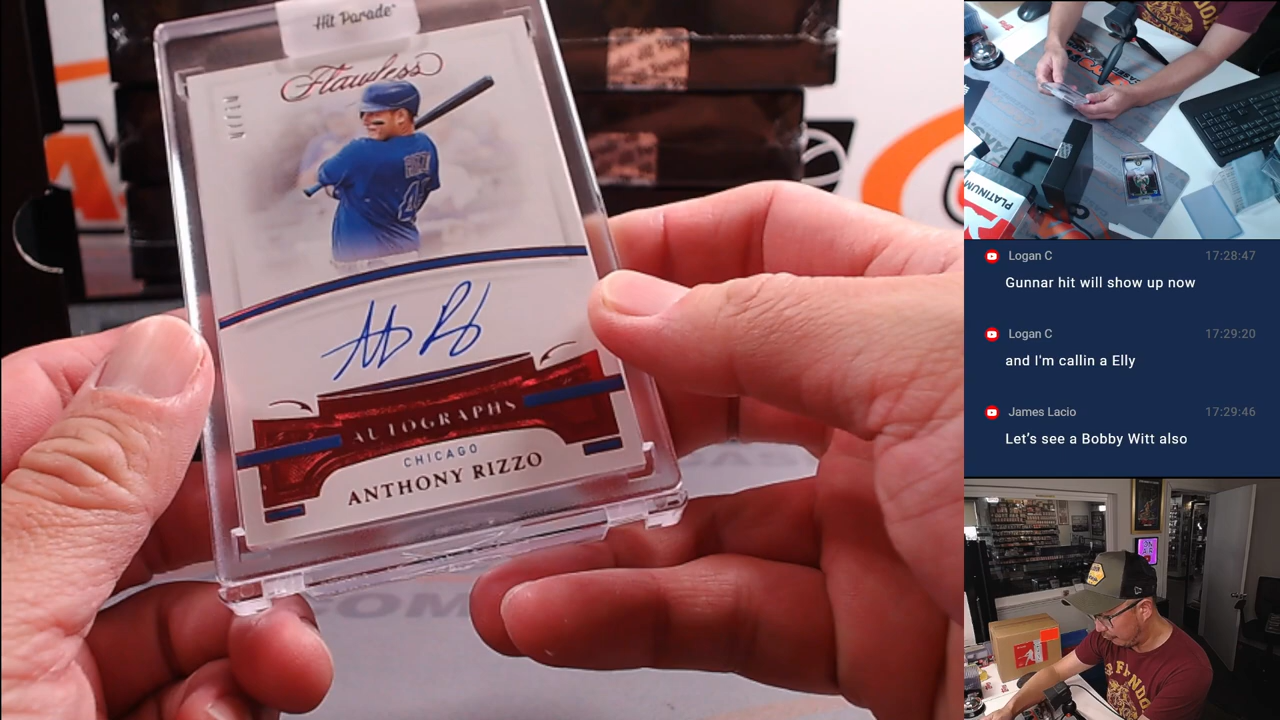 Hit Parade
Flawless
AUTOGRAPHS
CHICAGO
ANTHONY RIZZO
PLATINUM
Logan C 17:28:47
Gunnar hit will show up now
Logan C 17:29:20
and I'm callin a Elly
James Lacio 17:29:46
Let's see a Bobby Witt also